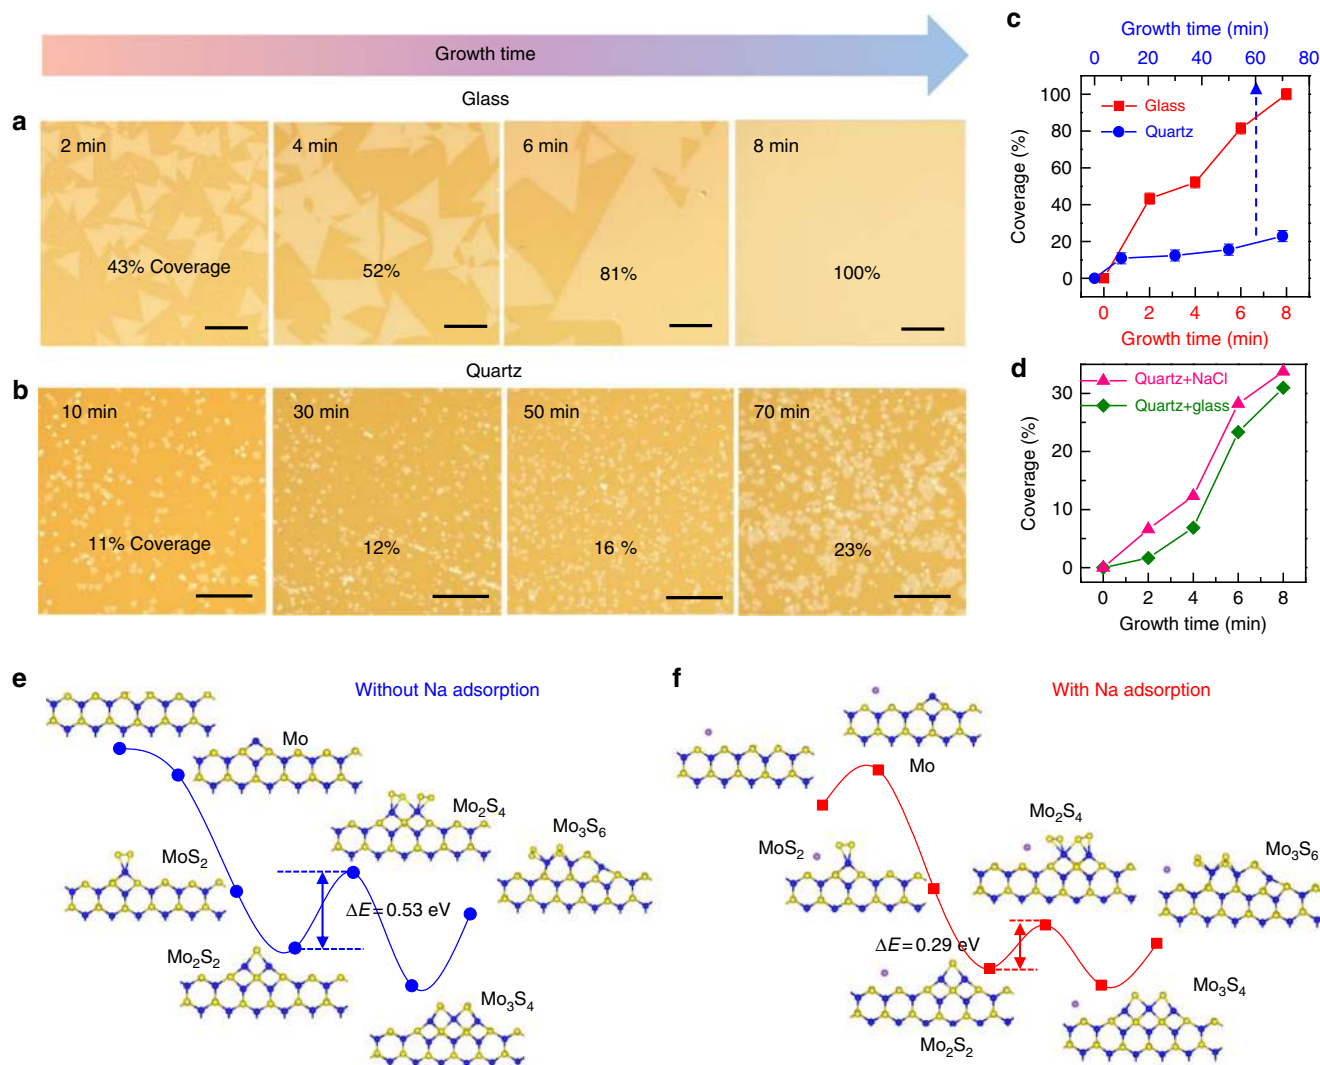 Growth time
Glass
a
2 min
4 min
6 min
8 min
43% Coverage
52%
81%
100%
Quartz
b
10 min
30 min
50 min
70 min
11% Coverage
12%
16 %
23%
c
Growth time (min)
0 20 40 60 80
100
80
60
40
20
0
Coverage (%)
Glass
Quartz
0 2 4 6 8
Growth time (min)
d
Quartz+NaCl
Quartz+glass
30
20
10
0
Coverage (%)
0 2 4 6 8
Growth time (min)
e
Without Na adsorption
Mo
Mo₂S₄
MoS₂
Mo₃S₆
ΔE=0.53 eV
Mo₂S₂
Mo₃S₄
f
With Na adsorption
Mo
Mo₂S₄
MoS₂
Mo₃S₆
ΔE=0.29 eV
Mo₃S₄
Mo₂S₂